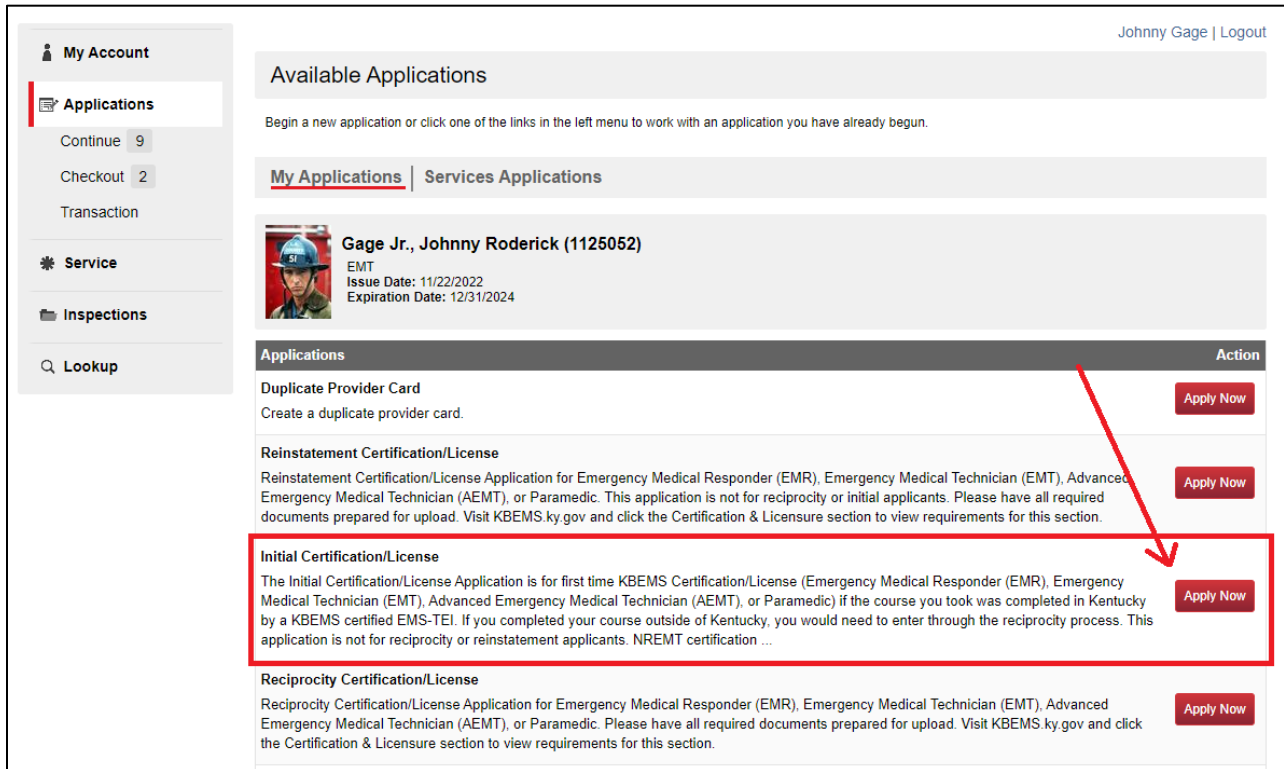 Johnny Gage | Logout
My Account
Applications
Continue 9
Checkout 2
Transaction
Service
Inspections
Lookup
Available Applications
Begin a new application or click one of the links in the left menu to work with an application you have already begun.
My Applications | Services Applications
51
Gage Jr., Johnny Roderick (1125052)
EMT
Issue Date: 11/22/2022
Expiration Date: 12/31/2024
Applications Action
Duplicate Provider Card
Create a duplicate provider card.
Apply Now
Reinstatement Certification/License
Reinstatement Certification/License Application for Emergency Medical Responder (EMR), Emergency Medical Technician (EMT), Advanced
Emergency Medical Technician (AEMT), or Paramedic. This application is not for reciprocity or initial applicants. Please have all required
documents prepared for upload. Visit KBEMS.ky.gov and click the Certification & Licensure section to view requirements for this section.
Apply Now
Initial Certification/License
The Initial Certification/License Application is for first time KBEMS Certification/License (Emergency Medical Responder (EMR), Emergency
Medical Technician (EMT), Advanced Emergency Medical Technician (AEMT), or Paramedic) if the course you took was completed in Kentucky
by a KBEMS certified EMS-TEI. If you completed your course outside of Kentucky, you would need to enter through the reciprocity process. This
application is not for reciprocity or reinstatement applicants. NREMT certification ...
Apply Now
Reciprocity Certification/License
Reciprocity Certification/License Application for Emergency Medical Responder (EMR), Emergency Medical Technician (EMT), Advanced
Emergency Medical Technician (AEMT), or Paramedic. Please have all required documents prepared for upload. Visit KBEMS.ky.gov and click
the Certification & Licensure section to view requirements for this section.
Apply Now